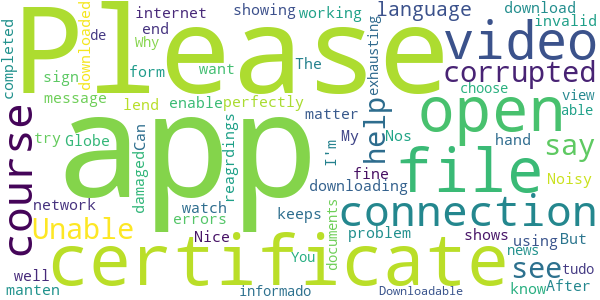 Please
app
certificate
file
open
video
connection
course
corrupted
help
say
see
Unable
language
completed
de
downloaded
internet
end
Why
showing
The
working
download
invalid
sign
form
want
message
lend
enable
perfectly
exhausting
choose
view
able
matter
try
Globe
damaged
Can
reagrdings
I'm
My
Nos
hand
fine
downloading
Noisy
network
watch
errors
keeps
documents
problem
shows
using
But
well
Nice
You
news
tudo
manten
informado
Downloadable
know
After